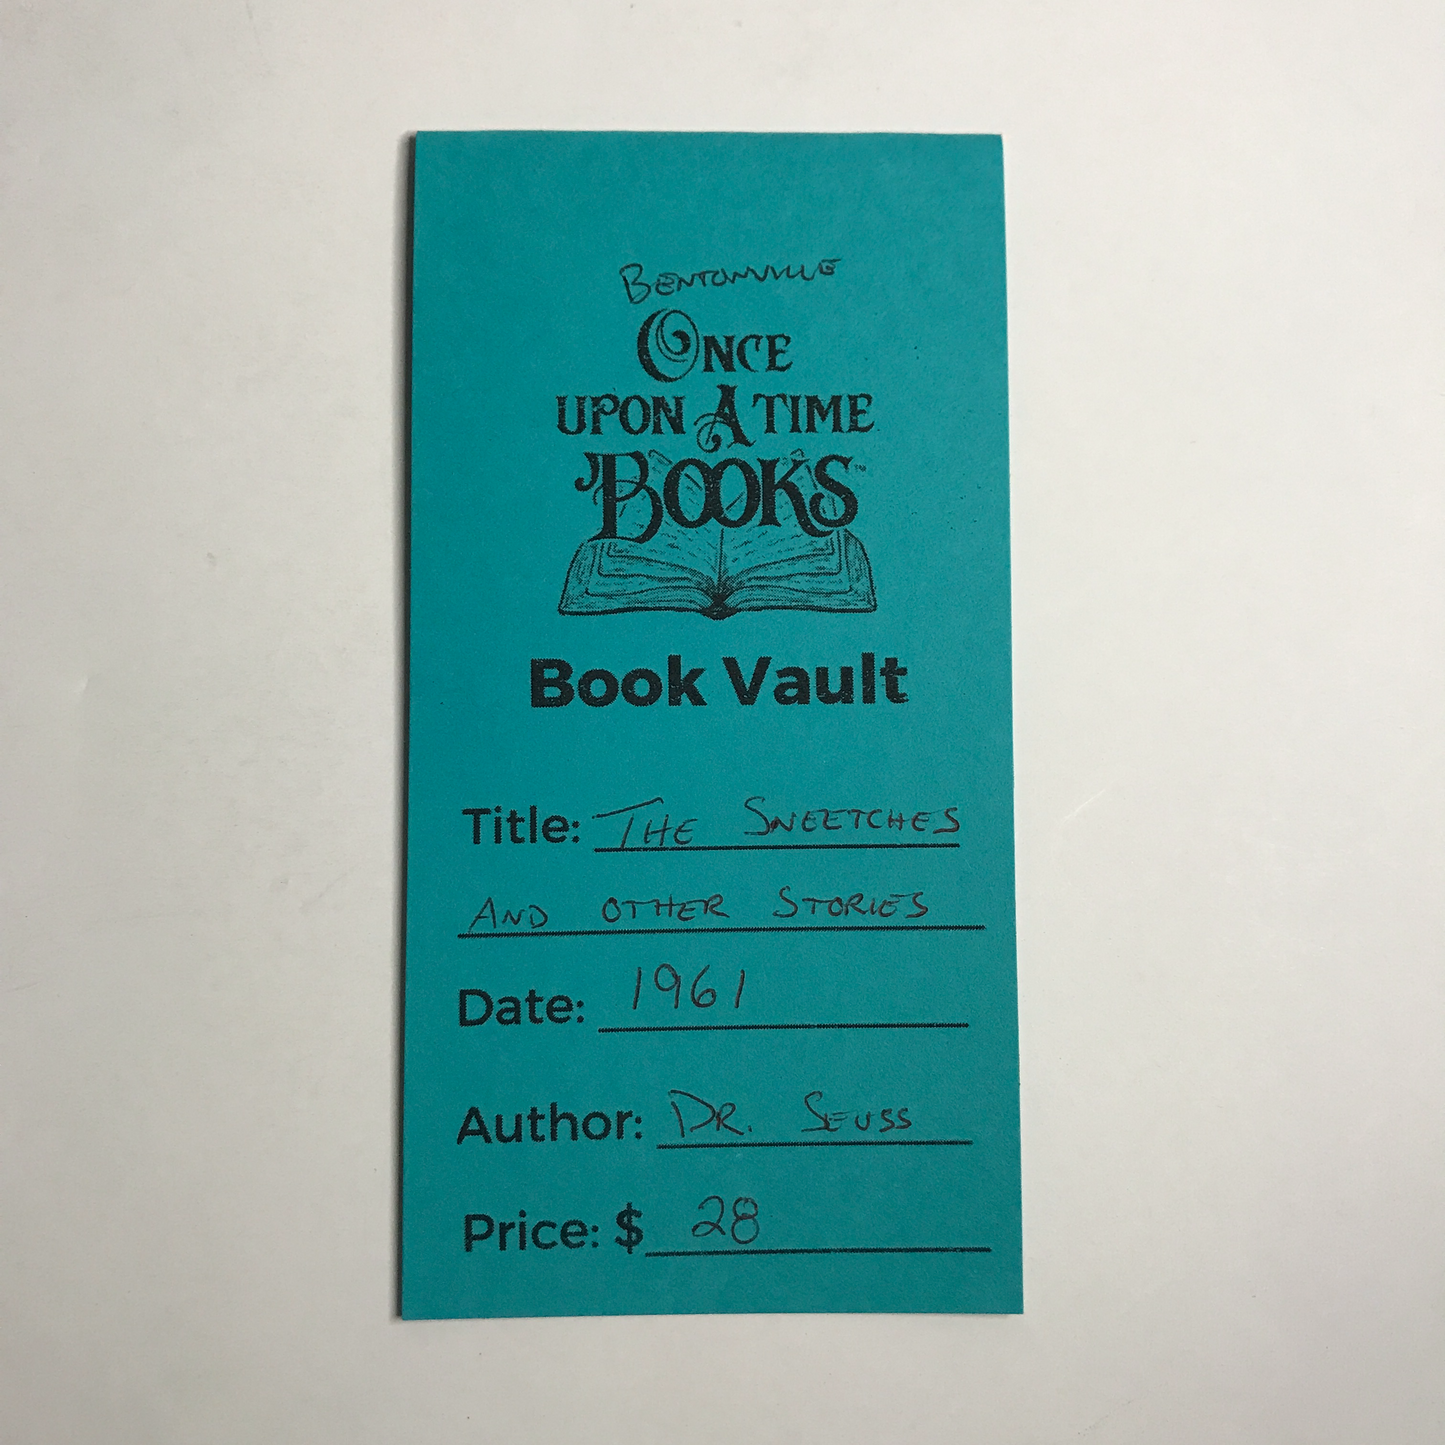 BENTONVILLE
ONCE
UPON A TIME
BOOKS™
Book Vault
Title: THE SNEETCHES
AND OTHER STORIES
Date: 1961
Author: DR. SEUSS
Price: $ 28